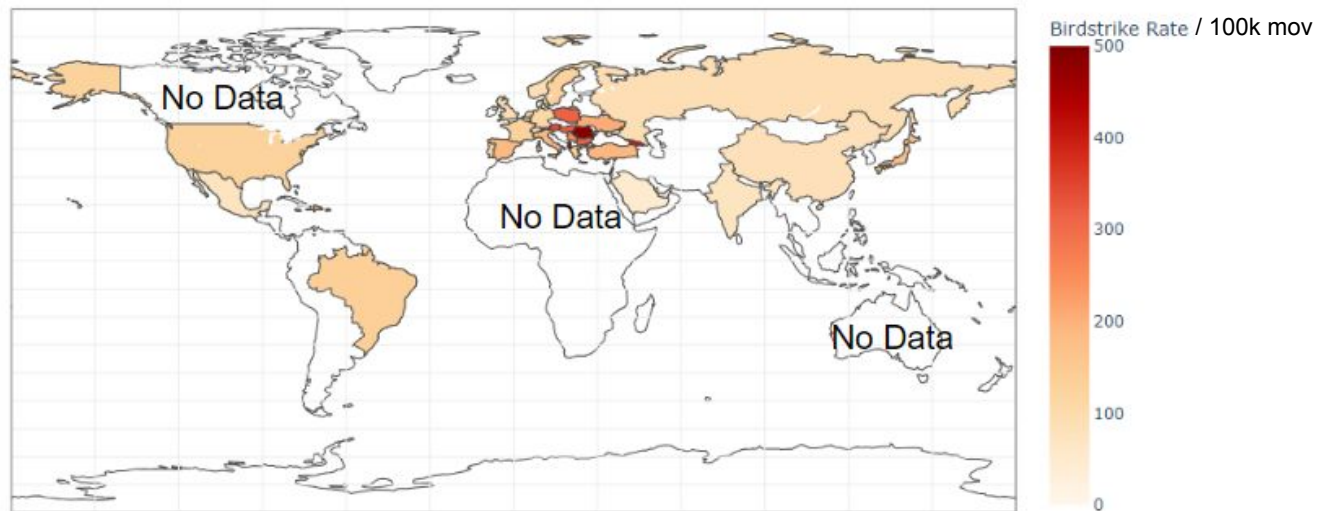 Birdstrike Rate / 100k mov
500
No Data
400
300
No Data
200
No Data
100
0